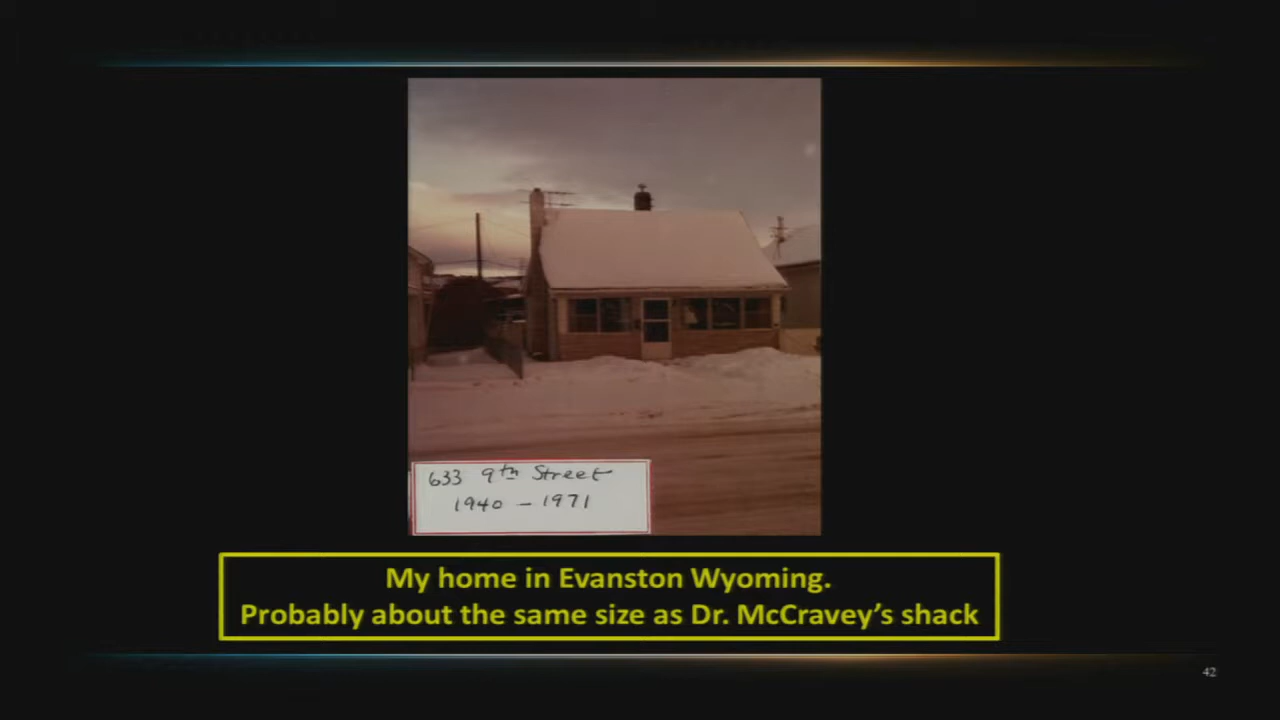 633 9th Street
1940 - 1971
My home in Evanston Wyoming.
Probably about the same size as Dr. McCravey's shack
42